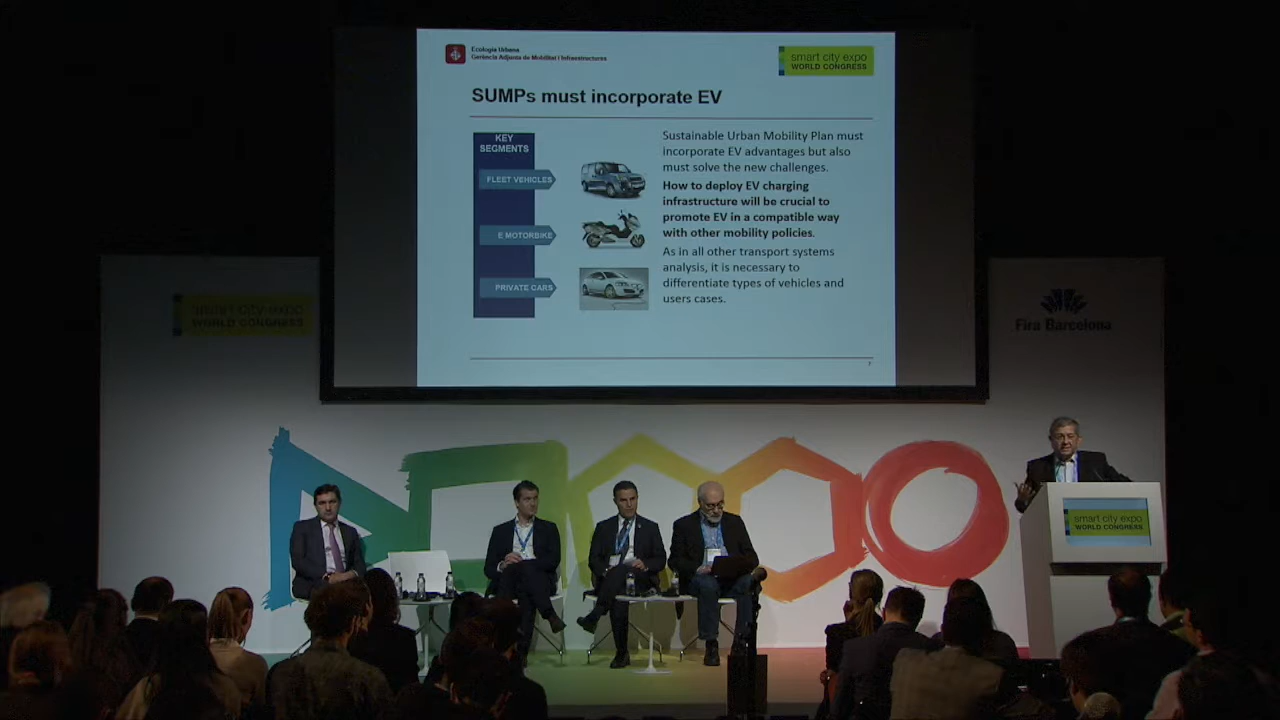 Ecologia Urbana
Gerència Adjunta de Mobilitat i Infraestructures
smart city expo
WORLD CONGRESS
SUMPs must incorporate EV
KEY
SEGMENTS
FLEET VEHICLES
E MOTORBIKE
PRIVATE CARS
Sustainable Urban Mobility Plan must
incorporate EV advantages but also
must solve the new challenges.
How to deploy EV charging
infrastructure will be crucial to
promote EV in a compatible way
with other mobility policies.
As in all other transport systems
analysis, it is necessary to
differentiate types of vehicles and
users cases.
smart city expo
WORLD CONGRESS
Fira Barcelona
smart city expo
WORLD CONGRESS